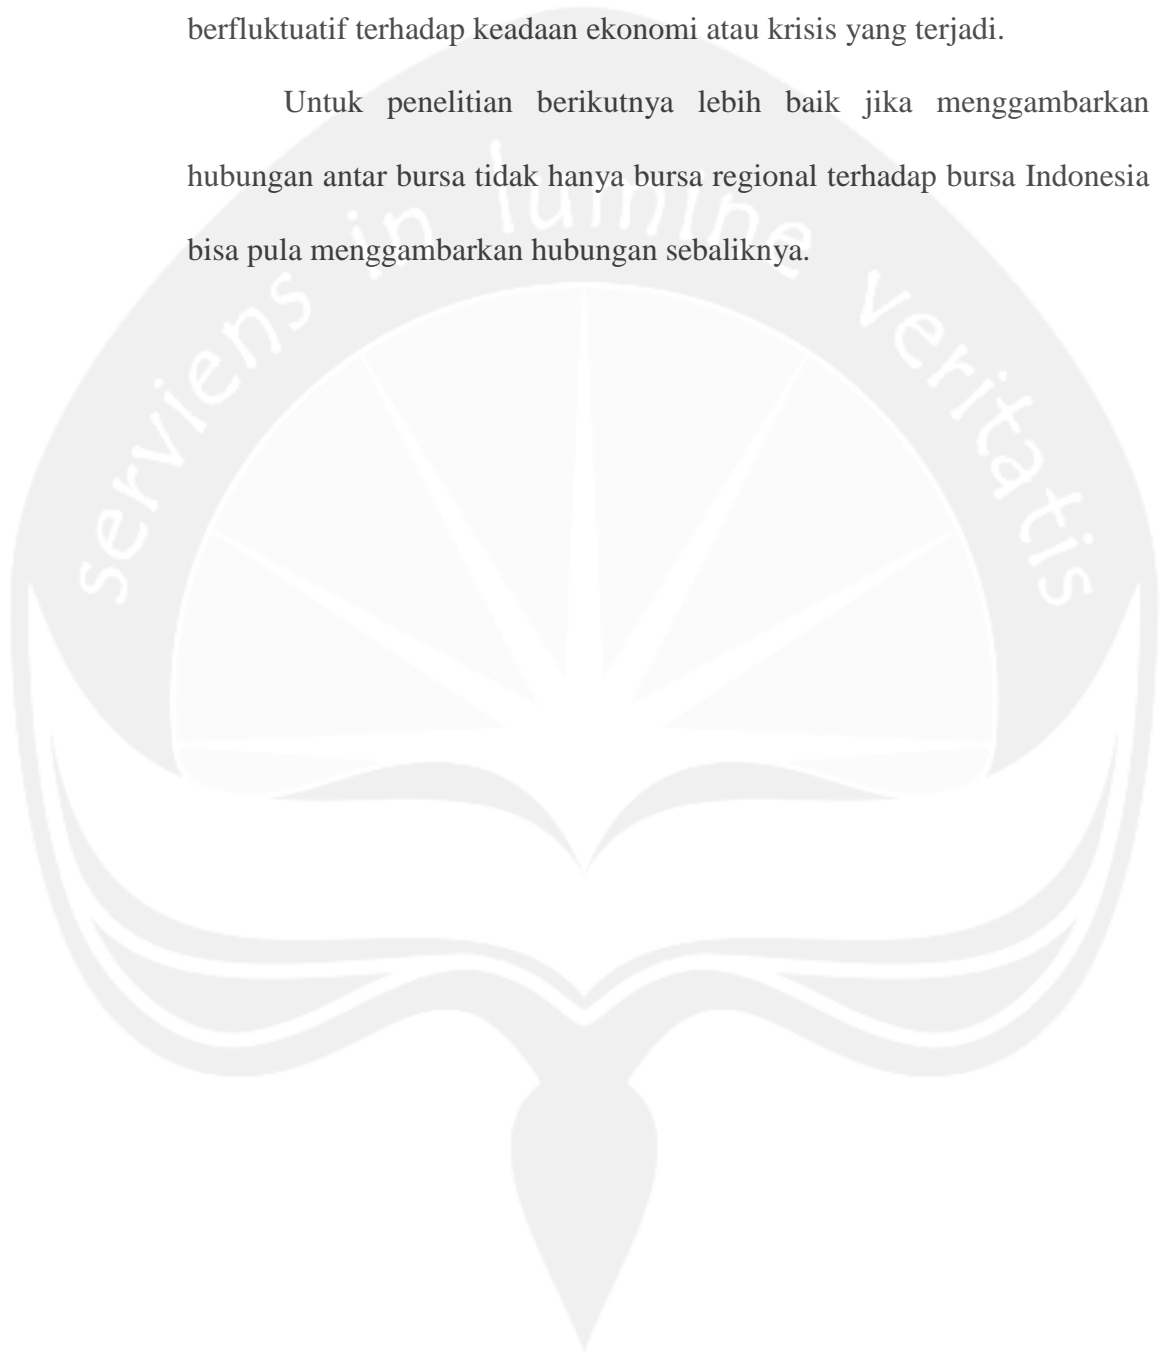 berfluktuatif terhadap keadaan ekonomi atau krisis yang terjadi.
Untuk penelitian berikutnya lebih baik jika menggambarkan
hubungan antar bursa tidak hanya bursa regional terhadap bursa Indonesia
bisa pula menggambarkan hubungan sebaliknya.
serviens in lumine veritatis